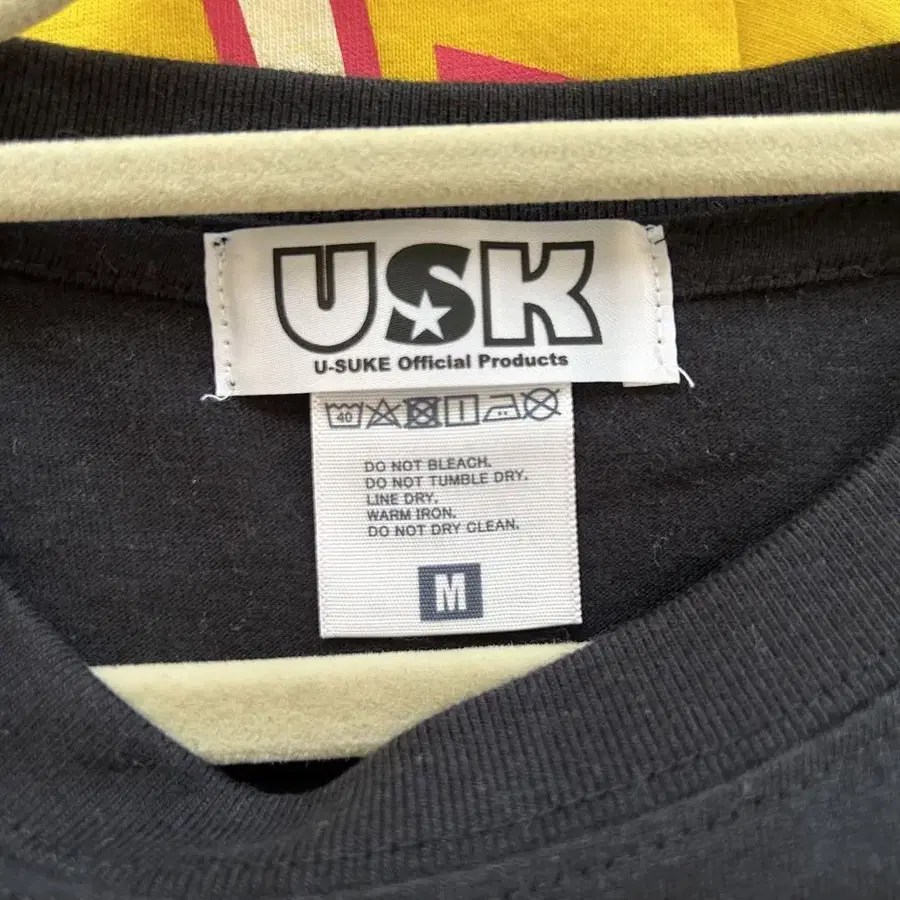 USK
U-SUKE Official Products
40
DO NOT BLEACH.
DO NOT TUMBLE DRY.
LINE DRY.
WARM IRON.
DO NOT DRY CLEAN.
M